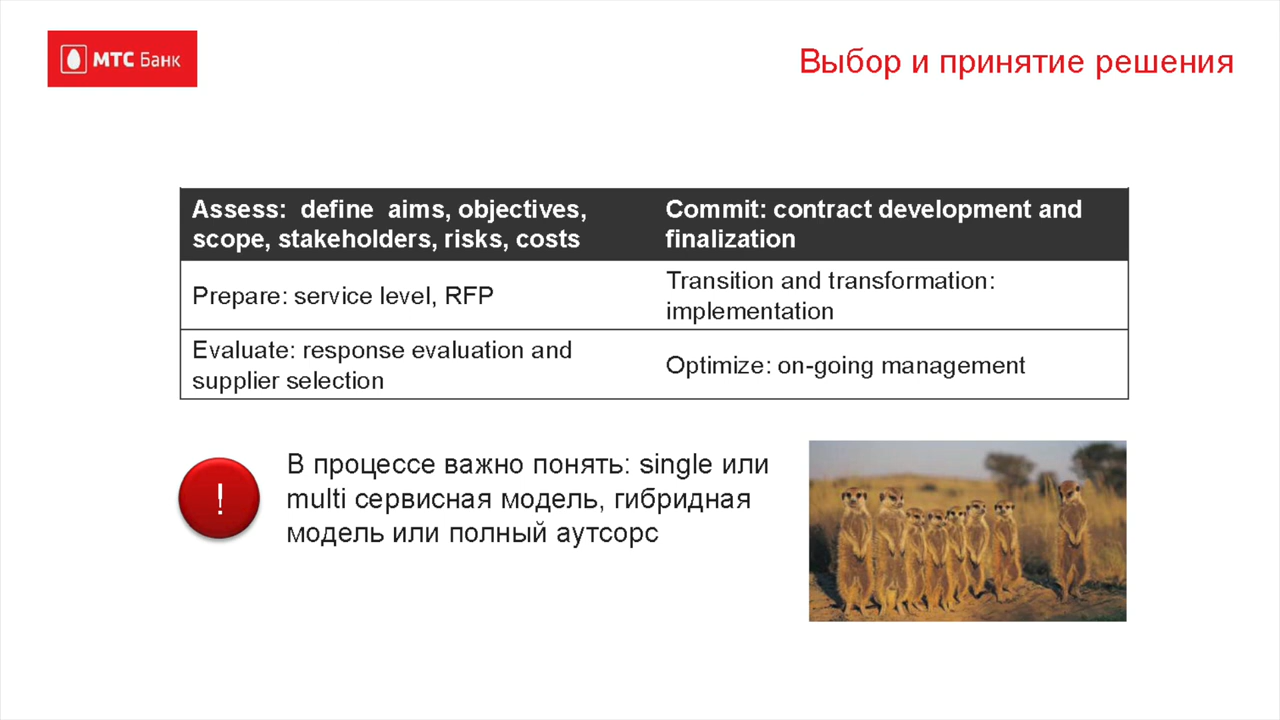 МТС Банк
Выбор и принятие решения
Assess: define aims, objectives,
scope, stakeholders, risks, costs
Commit: contract development and
finalization
Prepare: service level, RFP
Transition and transformation:
implementation
Evaluate: response evaluation and
supplier selection
Optimize: on-going management
!
В процессе важно понять: single или
multi сервисная модель, гибридная
модель или полный аутсорс